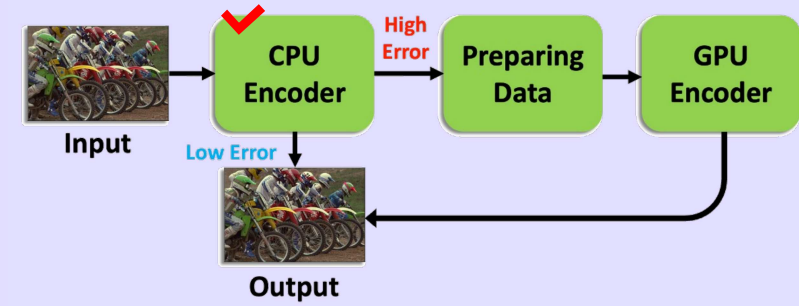 CPU
Encoder
High
Error
Preparing
Data
GPU
Encoder
Input
Low Error
Output